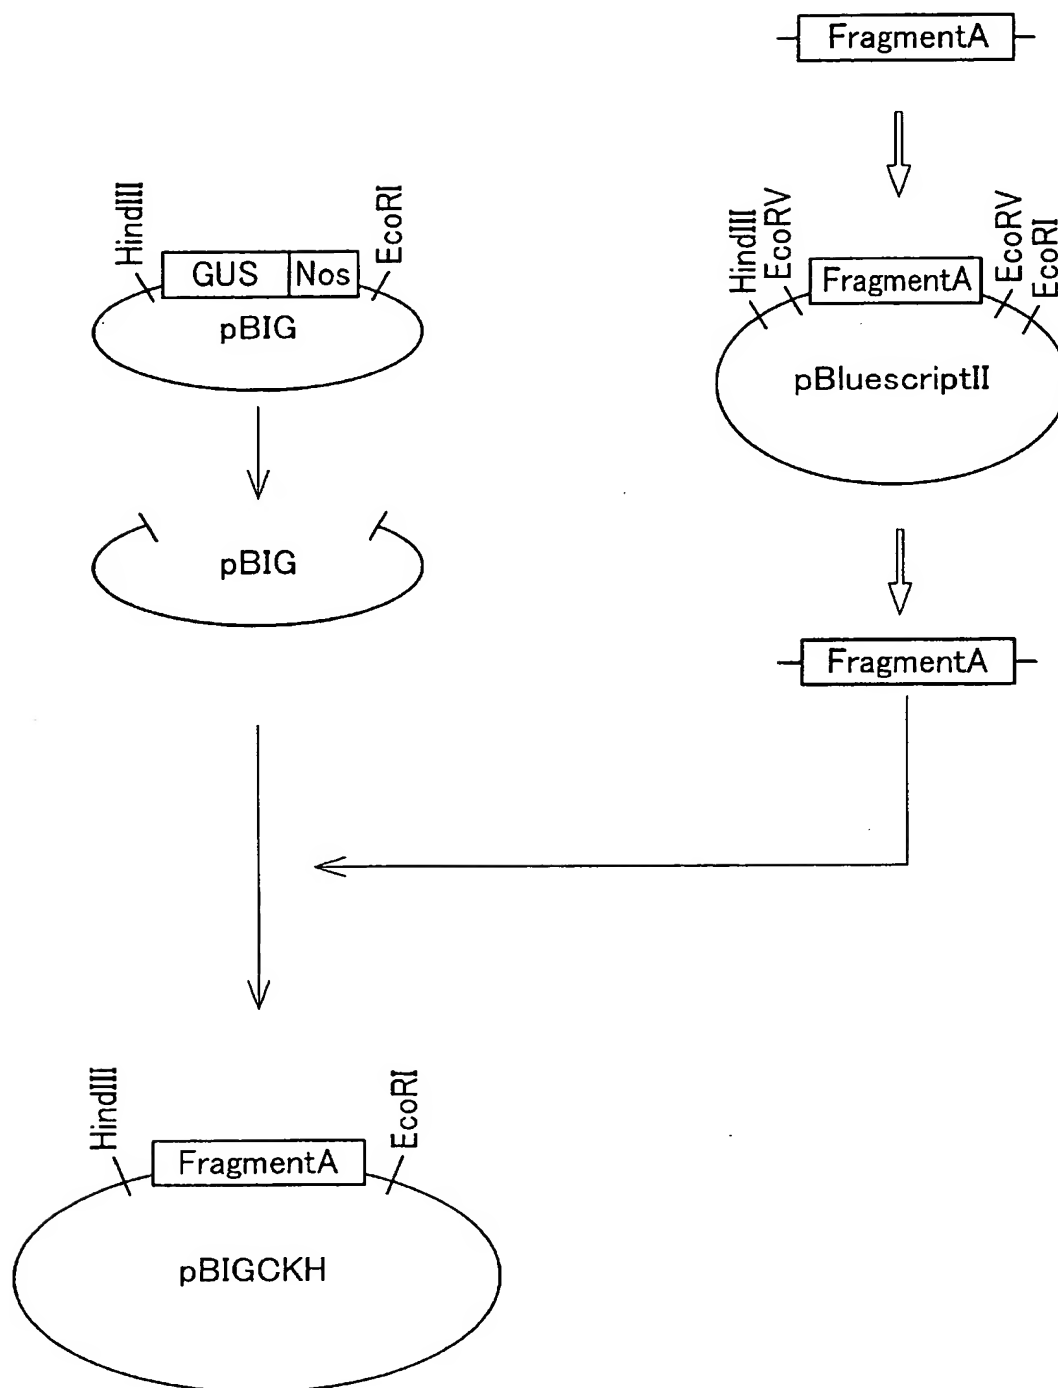 FragmentA
HindIII
GUS
Nos
EcoRI
pBIG
HindIII
EcoRV
FragmentA
EcoRV
EcoRI
pBluescriptII
pBIG
FragmentA
HindIII
FragmentA
EcoRI
pBIGCKH